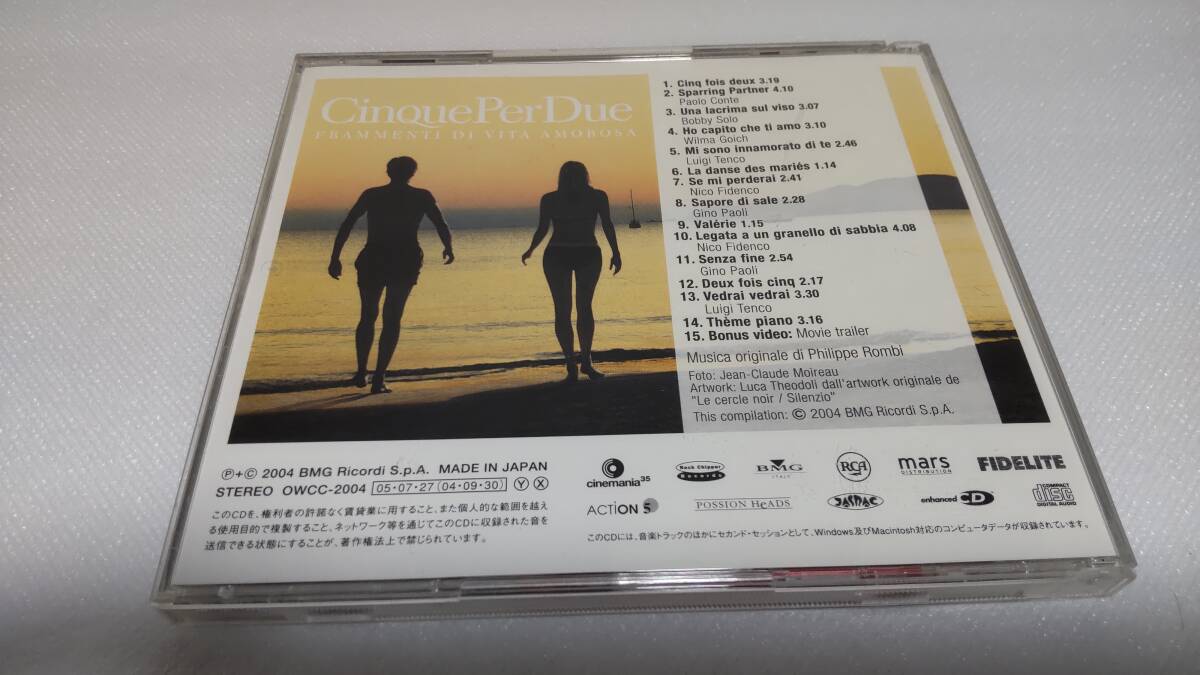 CinquePerDue
FRAMMENTI DI VITA AMOROSA
1. Cinq fois deux 3.19
2. Sparring Partner 4.10
Paolo Conte
3. Una lacrima sul viso 3.07
Bobby Solo
4. Ho capito che ti amo 3.10
Wilma Goich
5. Mi sono innamorato di te 2.46
Luigi Tenco
6. La danse des mariés 1.14
7. Se mi perderai 2.41
Nico Fidenco
8. Sapore di sale 2.28
Gino Paoli
9. Valérie 1.15
10. Legata a un granello di sabbia 4.08
Nico Fidenco
11. Senza fine 2.54
Gino Paoli
12. Deux fois cinq 2.17
13. Vedrai vedrai 3.30
Luigi Tenco
14. Thème piano 3.16
15. Bonus video: Movie trailer
Musica originale di Philippe Rombi
Foto: Jean-Claude Moireau
Artwork: Luca Theodoli dall'artwork originale de
"Le cercle noir / Silenzio"
This compilation: © 2004 BMG Ricordi S.p.A.
℗+© 2004 BMG Ricordi S.p.A. MADE IN JAPAN
STEREO OWCC-2004 05・07・27(04・09・30) Ⓨ Ⓧ
このCDを、権利者の許諾なく賃貸業に用すること、また個人的な範囲を越え
る使用目的で複製すること、ネットワーク等を通じてこのCDに収録された音を
送信できる状態にすることが、著作権法上で禁じられています。
cinemania35
Rock Chipper
Records
BMG
ITALY
RCA
mars
DISTRIBUTION
FIDELITE
ACTION 5
POSSION HEADS
JASRAC
enhanced CD
COMPACT
disc
DIGITAL AUDIO
このCDには、音楽トラックのほかにセカンド・セッションとして、Windows及びMacintosh対応のコンピュータデータが収録されています。